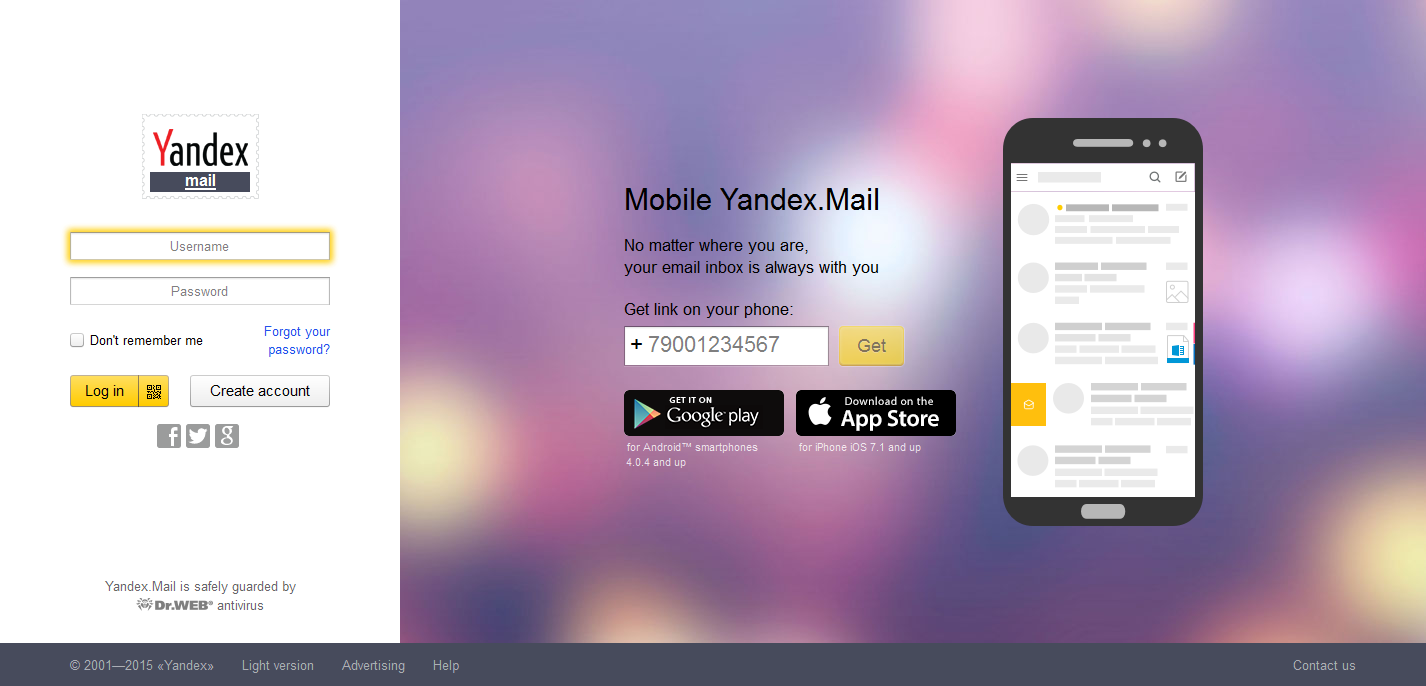 Yandex
mail
Username
Password
Don't remember me
Forgot your
password?
Log in
Create account
Yandex.Mail is safely guarded by
Dr.WEB® antivirus
Mobile Yandex.Mail
No matter where you are,
your email inbox is always with you
Get link on your phone:
+ 79001234567
Get
GET IT ON
Google play
for Android™ smartphones
4.0.4 and up
Download on the
App Store
for iPhone iOS 7.1 and up
© 2001—2015 «Yandex» Light version Advertising Help Contact us